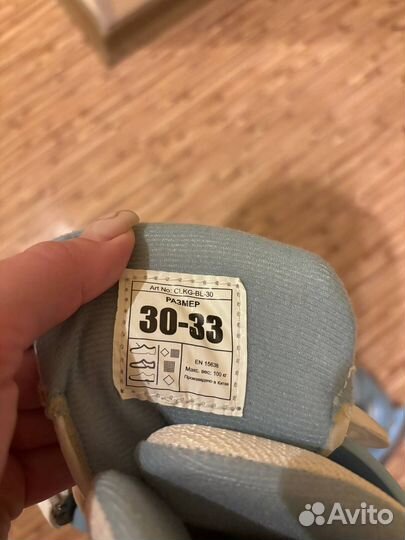 Art No: CLKG-BL-30
РАЗМЕР
30-33
EN 15638
Макс. вес: 100 кг
Произведено в Китае
Avito